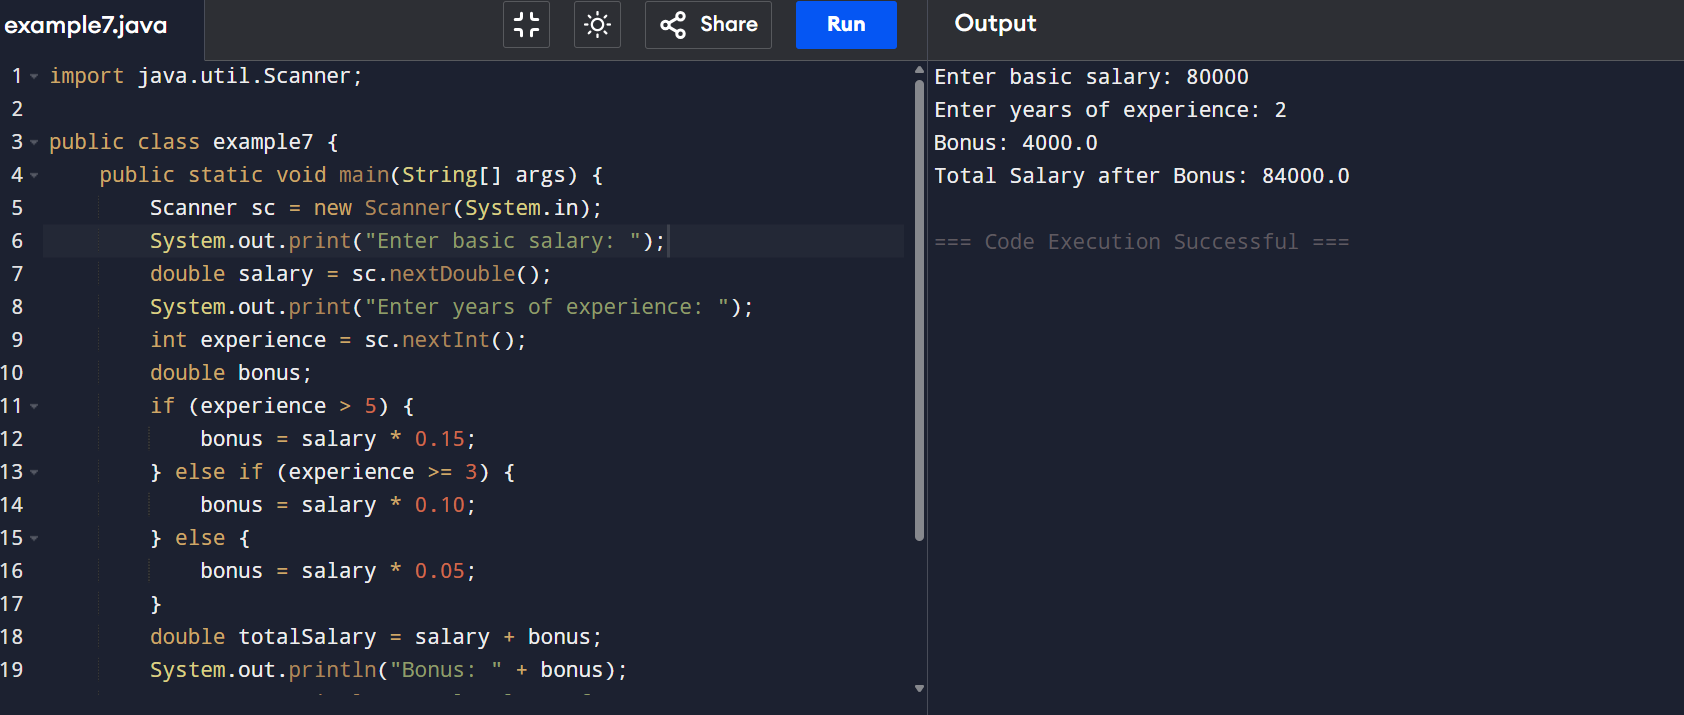 example7.java
Share
Run
Output
1 import java.util.Scanner;
2
3 public class example7 {
4     public static void main(String[] args) {
5         Scanner sc = new Scanner(System.in);
6         System.out.print("Enter basic salary: ");
7         double salary = sc.nextDouble();
8         System.out.print("Enter years of experience: ");
9         int experience = sc.nextInt();
10         double bonus;
11         if (experience > 5) {
12             bonus = salary * 0.15;
13         } else if (experience >= 3) {
14             bonus = salary * 0.10;
15         } else {
16             bonus = salary * 0.05;
17         }
18         double totalSalary = salary + bonus;
19         System.out.println("Bonus: " + bonus);
Enter basic salary: 80000
Enter years of experience: 2
Bonus: 4000.0
Total Salary after Bonus: 84000.0
=== Code Execution Successful ===